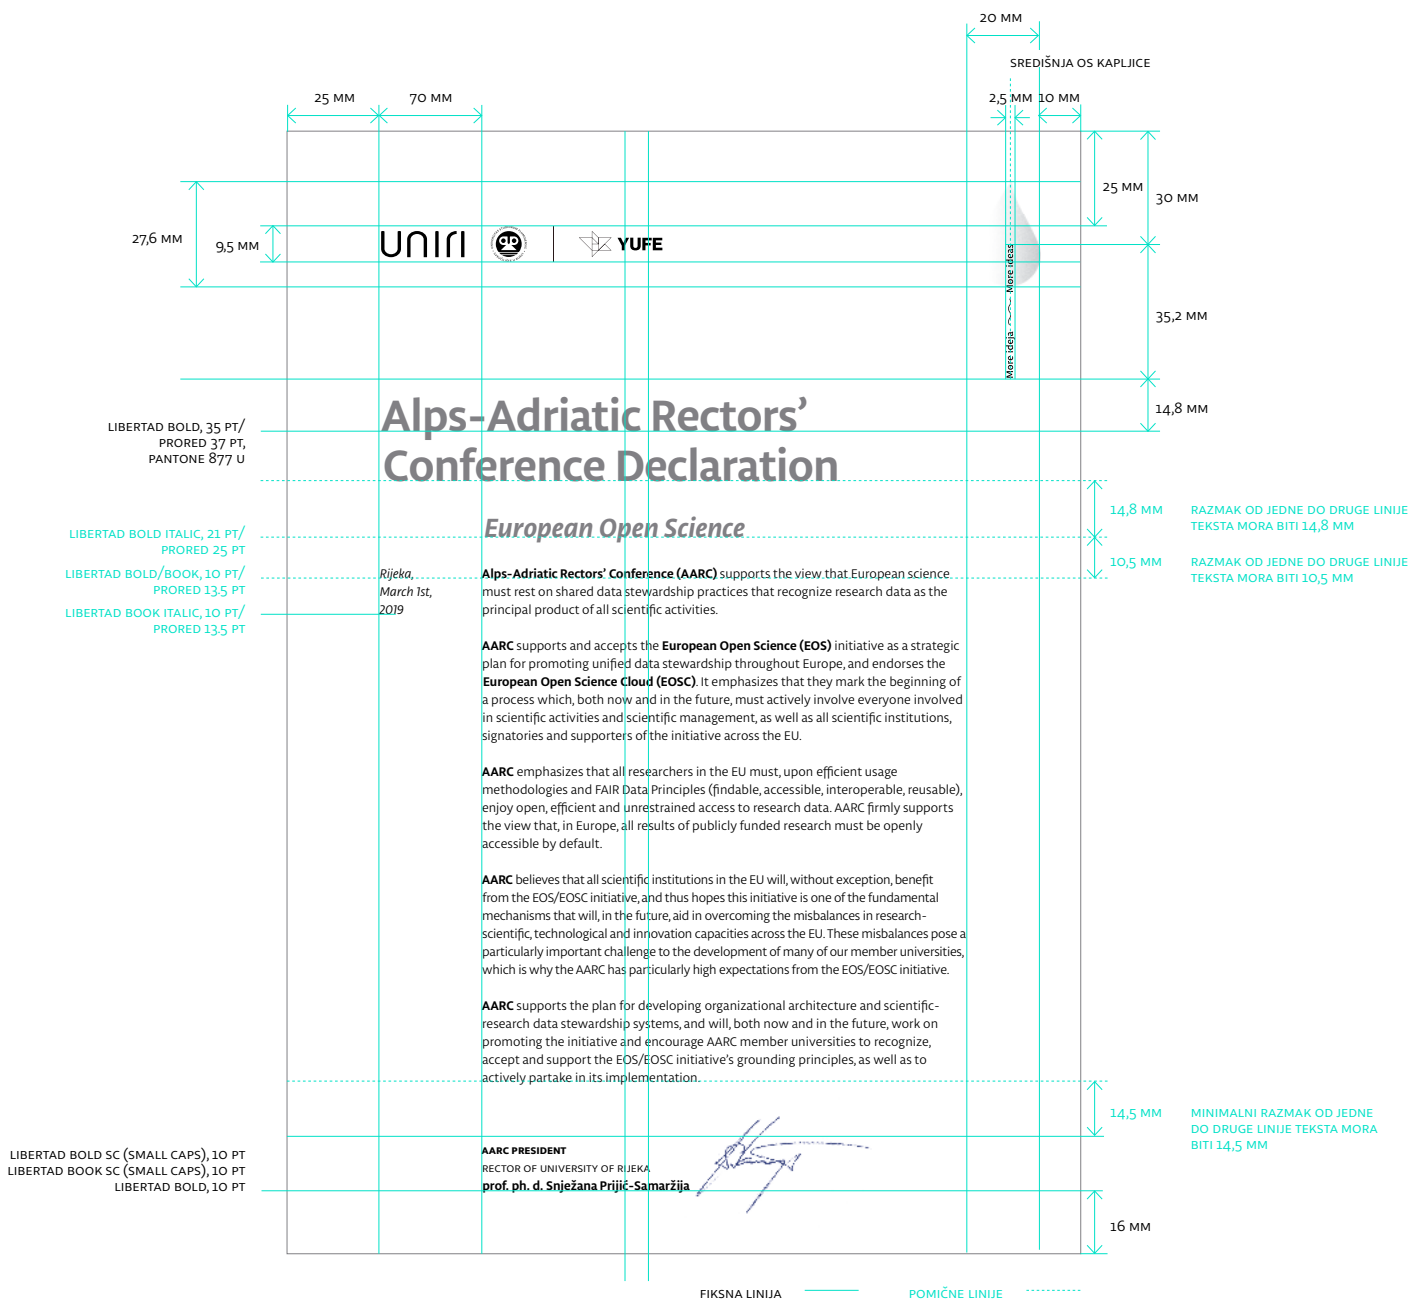 20 MM
SREDIŠNJA OS KAPLJICE
25 MM 70 MM 2,5 MM 10 MM
25 MM
30 MM
27,6 MM
9,5 MM
UNIRI YUFE
More ideja More ideas
35,2 MM
14,8 MM
LIBERTAD BOLD, 35 PT/
PRORED 37 PT,
PANTONE 877 U
Alps-Adriatic Rectors’
Conference Declaration
14,8 MM
RAZMAK OD JEDNE DO DRUGE LINIJE
TEKSTA MORA BITI 14,8 MM
LIBERTAD BOLD ITALIC, 21 PT/
PRORED 25 PT
European Open Science
10,5 MM
RAZMAK OD JEDNE DO DRUGE LINIJE
TEKSTA MORA BITI 10,5 MM
LIBERTAD BOLD/BOOK, 10 PT/
PRORED 13.5 PT
LIBERTAD BOOK ITALIC, 10 PT/
PRORED 13.5 PT
Rijeka,
March 1st,
2019
Alps-Adriatic Rectors’ Conference (AARC) supports the view that European science
must rest on shared data stewardship practices that recognize research data as the
principal product of all scientific activities.
AARC supports and accepts the European Open Science (EOS) initiative as a strategic
plan for promoting unified data stewardship throughout Europe, and endorses the
European Open Science Cloud (EOSC). It emphasizes that they mark the beginning of
a process which, both now and in the future, must actively involve everyone involved
in scientific activities and scientific management, as well as all scientific institutions,
signatories and supporters of the initiative across the EU.
AARC emphasizes that all researchers in the EU must, upon efficient usage
methodologies and FAIR Data Principles (findable, accessible, interoperable, reusable),
enjoy open, efficient and unrestrained access to research data. AARC firmly supports
the view that, in Europe, all results of publicly funded research must be openly
accessible by default.
AARC believes that all scientific institutions in the EU will, without exception, benefit
from the EOS/EOSC initiative, and thus hopes this initiative is one of the fundamental
mechanisms that will, in the future, aid in overcoming the misbalances in research-
scientific, technological and innovation capacities across the EU. These misbalances pose a
particularly important challenge to the development of many of our member universities,
which is why the AARC has particularly high expectations from the EOS/EOSC initiative.
AARC supports the plan for developing organizational architecture and scientific-
research data stewardship systems, and will, both now and in the future, work on
promoting the initiative and encourage AARC member universities to recognize,
accept and support the EOS/EOSC initiative’s grounding principles, as well as to
actively partake in its implementation.
14,5 MM
MINIMALNI RAZMAK OD JEDNE
DO DRUGE LINIJE TEKSTA MORA
BITI 14,5 MM
LIBERTAD BOLD SC (SMALL CAPS), 10 PT
LIBERTAD BOOK SC (SMALL CAPS), 10 PT
LIBERTAD BOLD, 10 PT
AARC PRESIDENT
RECTOR OF UNIVERSITY OF RIJEKA
prof. ph. d. Snježana Prijić-Samaržija
16 MM
FIKSNA LINIJA POMIČNE LINIJE